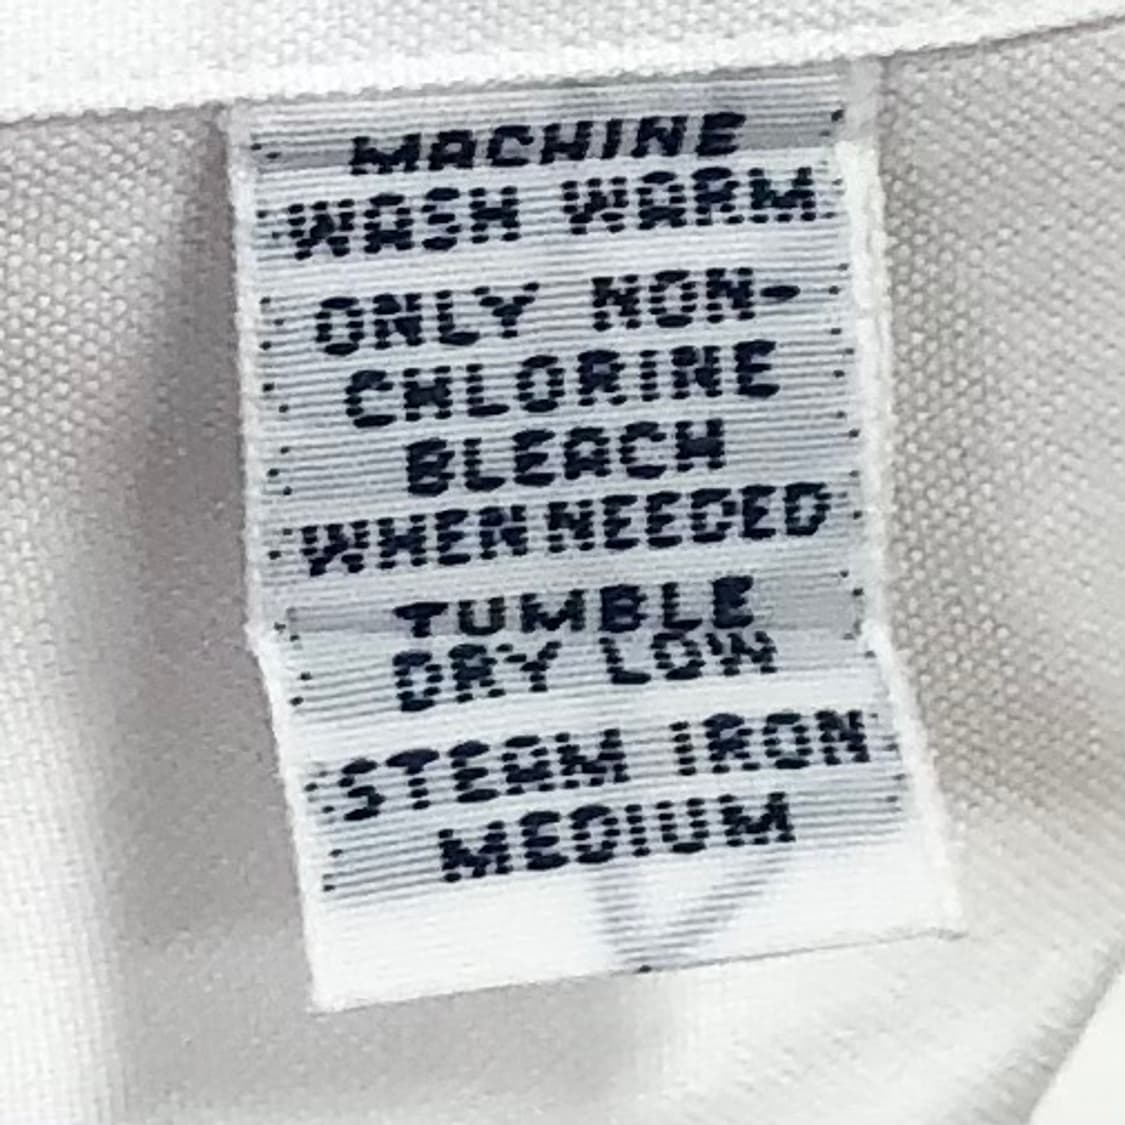 MACHINE
WASH WARM
ONLY NON-
CHLORINE
BLEACH
WHEN NEEDED
TUMBLE
DRY LOW
STEAM IRON
MEDIUM